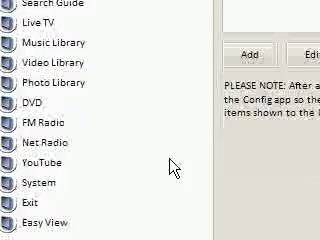 Search Guide
Live TV
Music Library
Video Library
Photo Library
DVD
FM Radio
Net Radio
YouTube
System
Exit
Easy View
Add
Edi
PLEASE NOTE: After a
the Config app so the
items shown to the